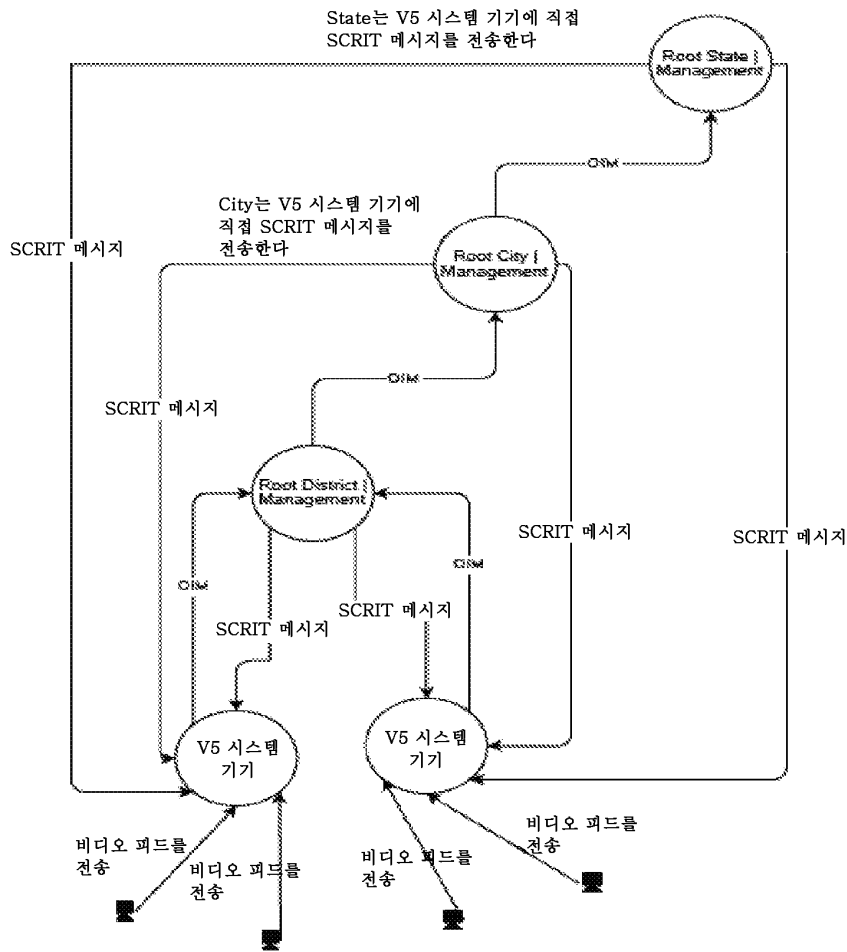 State는 V5 시스템 기기에 직접
SCRIT 메시지를 전송한다
Root State |
Management
OIM
City는 V5 시스템 기기에
직접 SCRIT 메시지를
전송한다
SCRIT 메시지
Root City |
Management
OIM
SCRIT 메시지
Root District |
Management
SCRIT 메시지
SCRIT 메시지
OIM
OIM
SCRIT 메시지
SCRIT 메시지
V5 시스템
기기
V5 시스템
기기
비디오 피드를
전송
비디오 피드를
전송
비디오 피드를
전송
비디오 피드를
전송